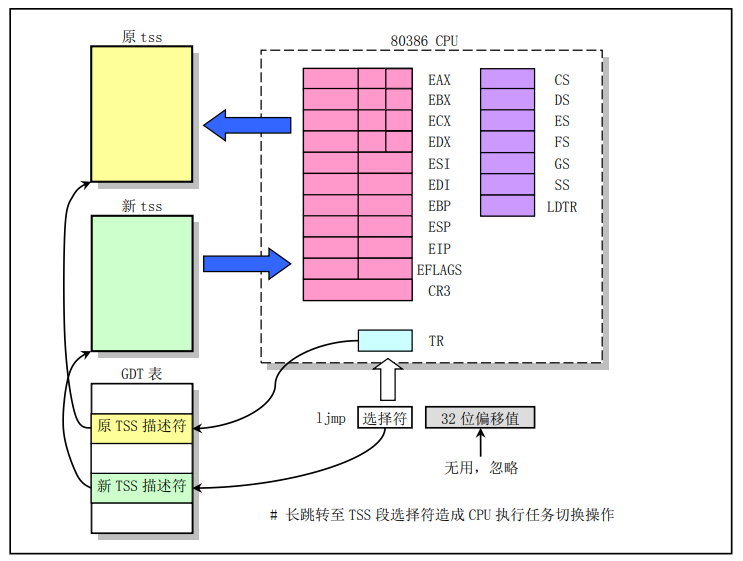 原 tss
80386 CPU
EAX
EBX
ECX
EDX
ESI
EDI
EBP
ESP
EIP
EFLAGS
CR3
CS
DS
ES
FS
GS
SS
LDTR
新 tss
TR
GDT 表
原 TSS 描述符
新 TSS 描述符
ljmp 选择符 32 位偏移值
无用，忽略
# 长跳转至 TSS 段选择符造成 CPU 执行任务切换操作